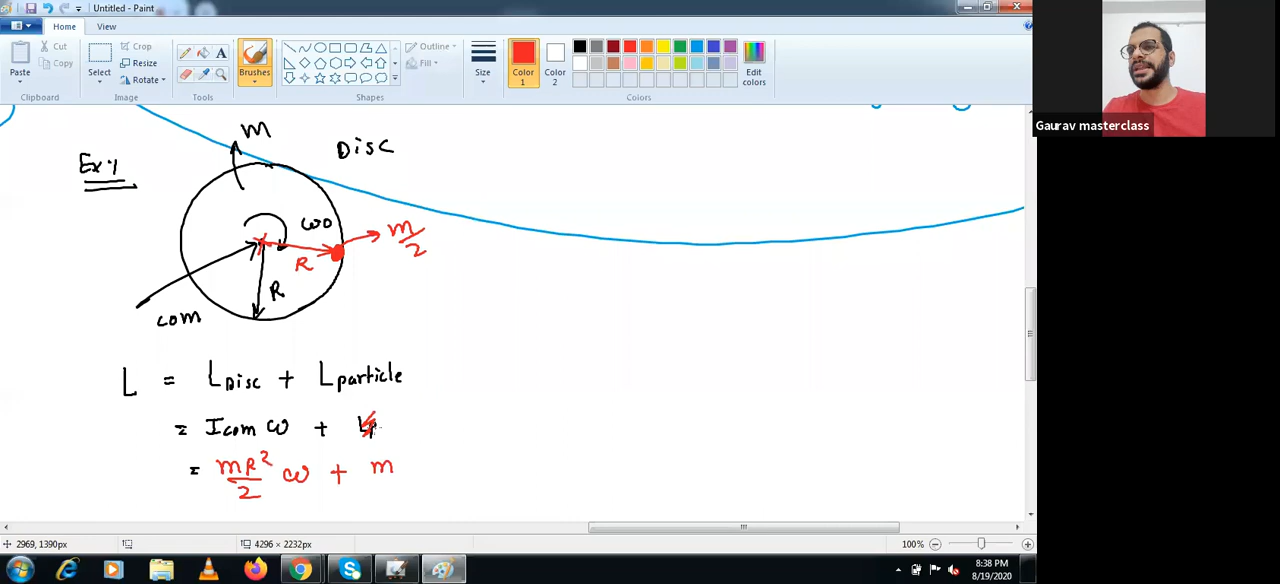 Untitled - Paint
Home View
Cut
Copy
Paste
Clipboard
Crop
Resize
Rotate
Select
Image
Tools
Brushes
Outline
Fill
Shapes
Size
Color 1
Color 2
Edit colors
Colors
Gaurav masterclass
m
Disc
Ex:1
ω0
m/2
R
R
com
L = L Disc + L particle
= Icom ω +
= mR²/2 ω + m
2969, 1390px
4296 × 2232px
100%
8:38 PM
8/19/2020